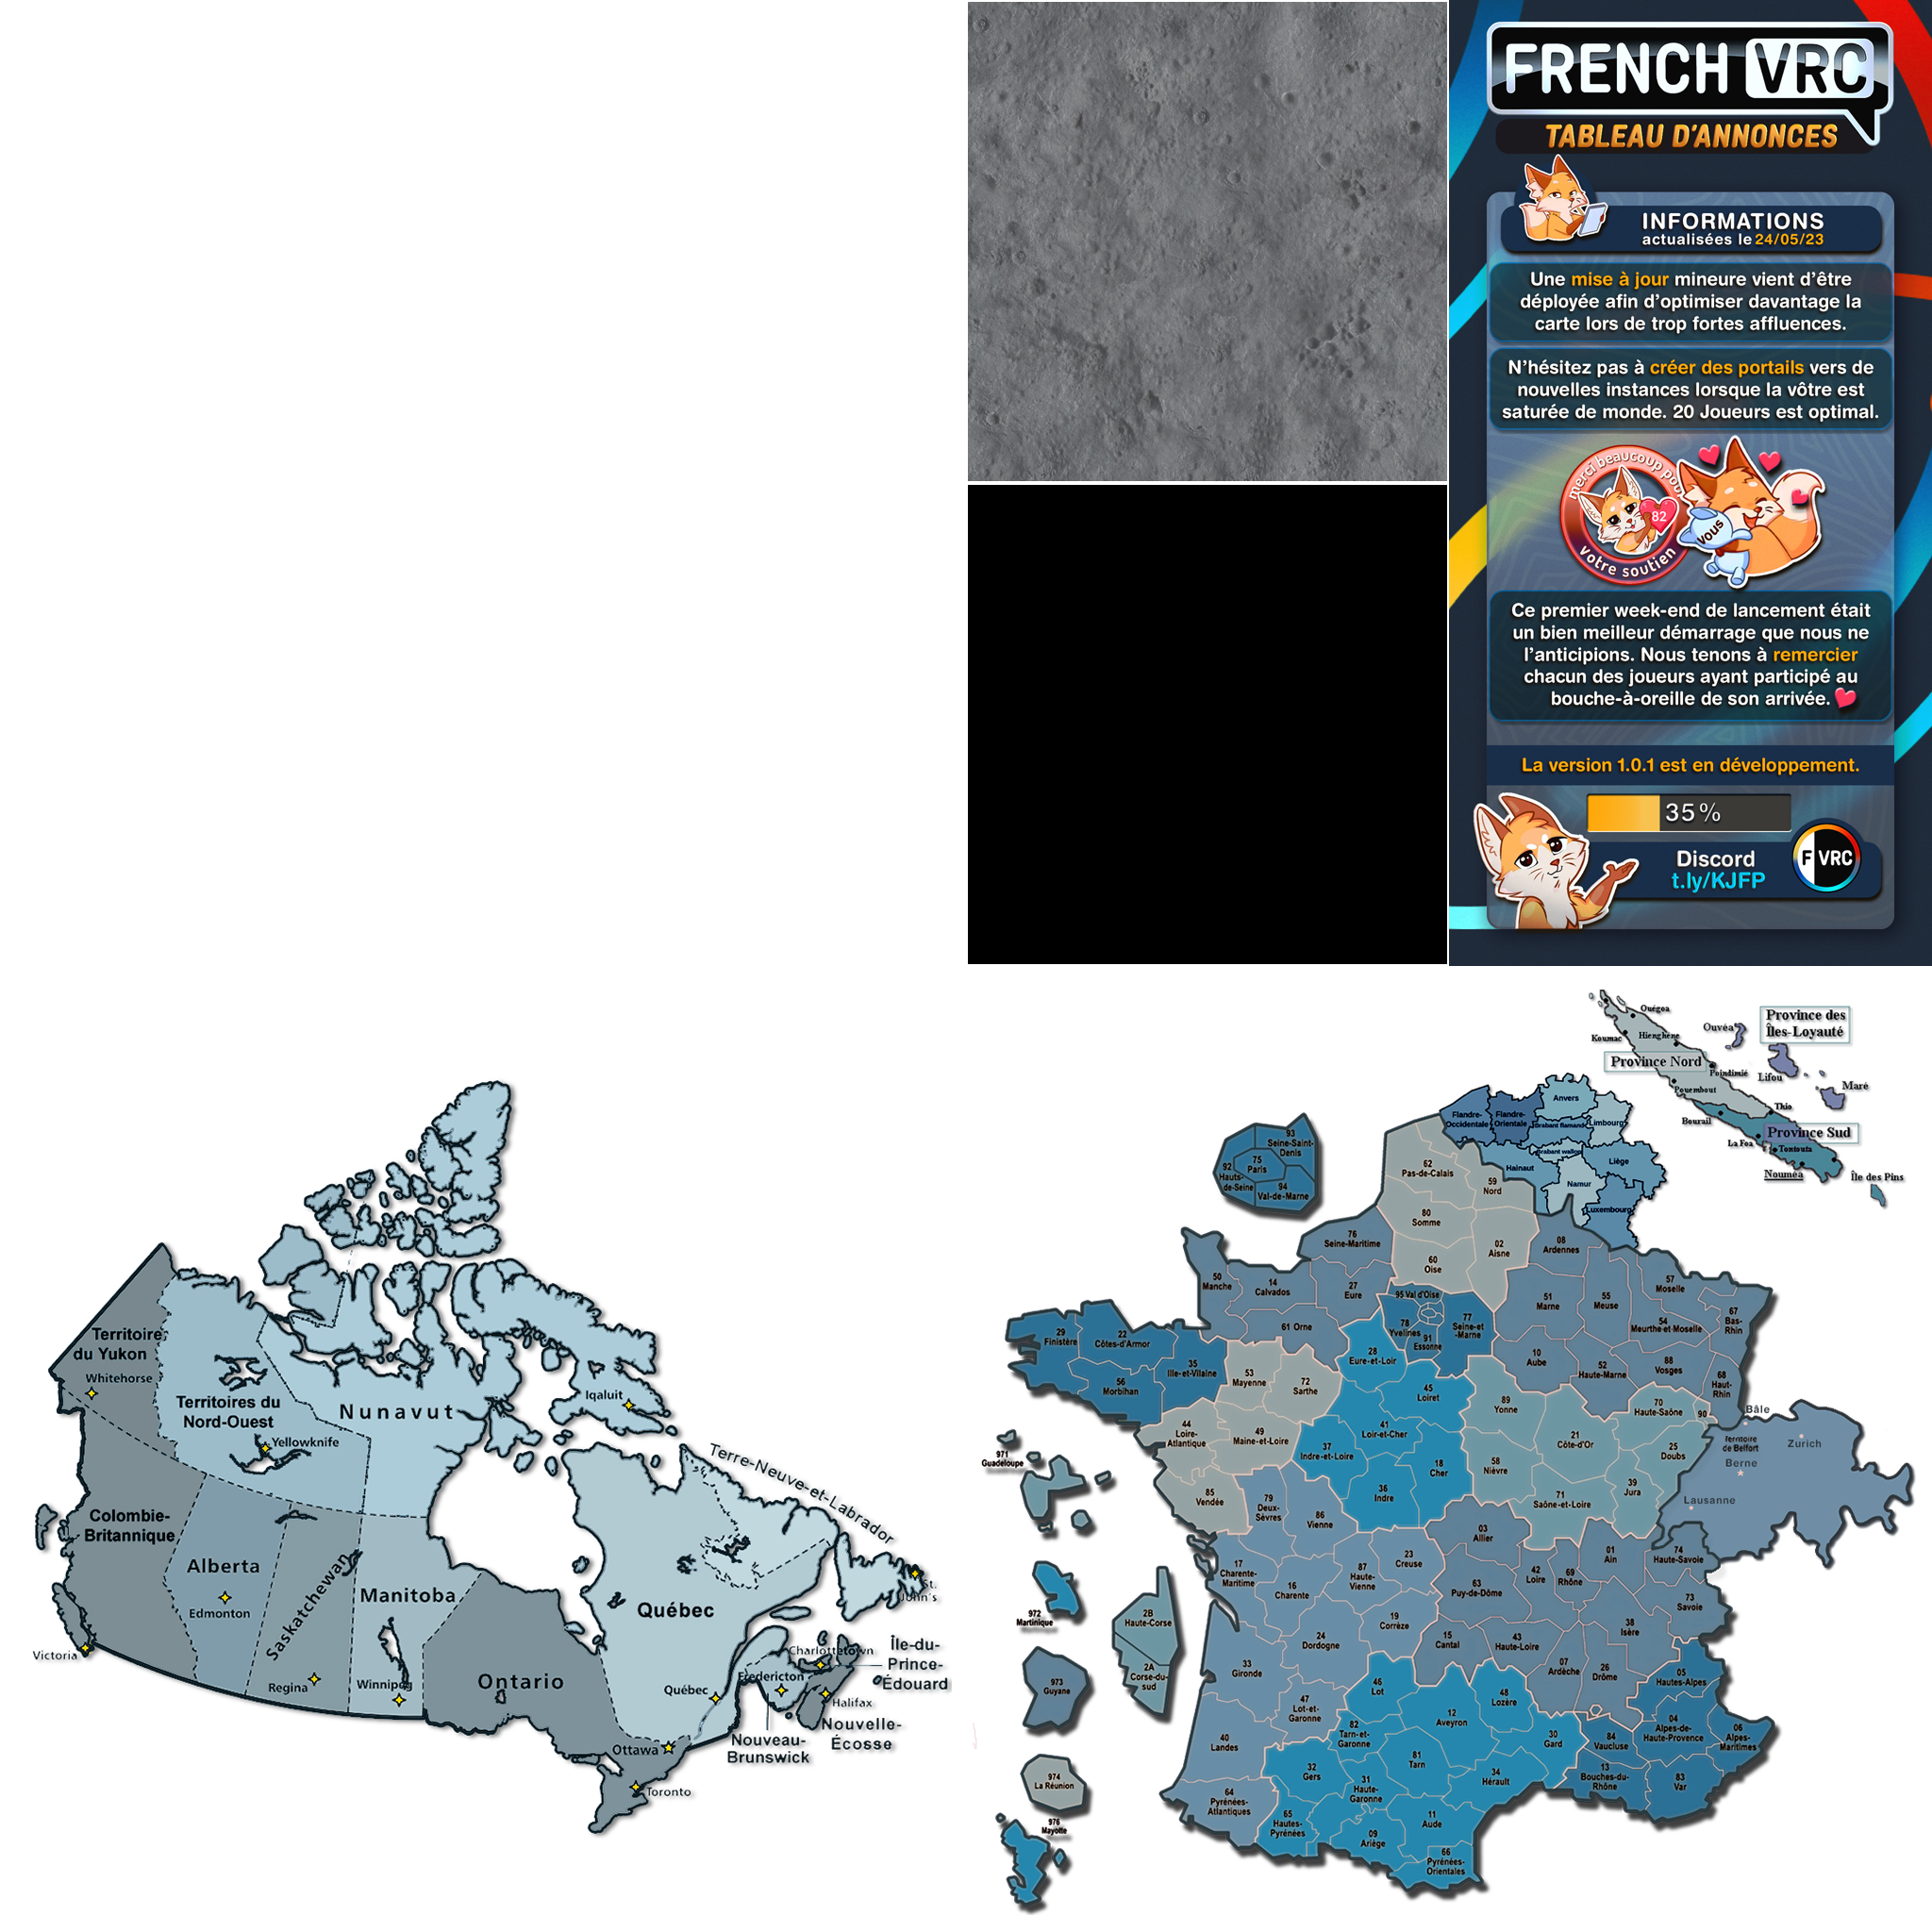 FRENCH VRC
TABLEAU D'ANNONCES
INFORMATIONS
actualisées le 24/05/23
Une mise à jour mineure vient d'être
déployée afin d'optimiser davantage la
carte lors de trop fortes affluences.
N'hésitez pas à créer des portails vers de
nouvelles instances lorsque la vôtre est
saturée de monde. 20 Joueurs est optimal.
merci beaucoup pour
82
vous
votre soutien
Ce premier week-end de lancement était
un bien meilleur démarrage que nous ne
l'anticipions. Nous tenons à remercier
chacun des joueurs ayant participé au
bouche-à-oreille de son arrivée.
La version 1.0.1 est en développement.
35%
Discord
t.ly/KJFP
F VRC
Territoire
du Yukon
Whitehorse
Territoires du
Nord-Ouest
Yellowknife
Nunavut
Iqaluit
Terre-Neuve-et-Labrador
St.
John's
Colombie-
Britannique
Victoria
Alberta
Edmonton
Saskatchewan
Regina
Manitoba
Winnipeg
Ontario
Ottawa
Toronto
Québec
Québec
Charlottetown
Île-du-
Prince-
Édouard
Fredericton
Halifax
Nouvelle-
Écosse
Nouveau-
Brunswick
Ouégoa
Koumac
Hienghène
Ouvéa
Province des
Îles-Loyauté
Province Nord
Poindimié
Lifou
Pouembout
Maré
Thio
Bourail
Province Sud
La Foa
Tontouta
Nouméa
Île des Pins
Flandre-
Occidentale
Flandre-
Orientale
Anvers
Limbourg
Brabant flamand
Brabant wallon
Hainaut
Liège
Namur
Luxembourg
93
Seine-Saint-
Denis
75
Paris
92
Hauts-
de-Seine
94
Val-de-Marne
62
Pas-de-Calais
59
Nord
80
Somme
02
Aisne
60
Oise
76
Seine-Maritime
08
Ardennes
50
Manche
14
Calvados
27
Eure
61 Orne
95 Val d'Oise
78
Yvelines
91
Essonne
77
Seine-et
-Marne
51
Marne
55
Meuse
57
Moselle
54
Meurthe-et-Moselle
67
Bas-
Rhin
10
Aube
52
Haute-Marne
88
Vosges
68
Haut-
Rhin
29
Finistère
22
Côtes-d'Armor
35
Ille-et-Vilaine
56
Morbihan
53
Mayenne
72
Sarthe
28
Eure-et-Loir
45
Loiret
89
Yonne
70
Haute-Saône
90
Territoire
de Belfort
44
Loire-
Atlantique
49
Maine-et-Loire
37
Indre-et-Loire
41
Loir-et-Cher
18
Cher
36
Indre
58
Nièvre
21
Côte-d'Or
25
Doubs
39
Jura
71
Saône-et-Loire
Bâle
Zurich
Berne
Lausanne
971
Guadeloupe
85
Vendée
79
Deux-
Sèvres
86
Vienne
03
Allier
17
Charente-
Maritime
16
Charente
87
Haute-
Vienne
23
Creuse
63
Puy-de-Dôme
42
Loire
69
Rhône
01
Ain
74
Haute-Savoie
73
Savoie
972
Martinique
2B
Haute-Corse
2A
Corse-du-
sud
24
Dordogne
19
Corrèze
15
Cantal
43
Haute-Loire
38
Isère
07
Ardèche
26
Drôme
05
Hautes-Alpes
973
Guyane
33
Gironde
47
Lot-et-
Garonne
46
Lot
12
Aveyron
48
Lozère
30
Gard
84
Vaucluse
04
Alpes-de-
Haute-Provence
06
Alpes-
Maritimes
40
Landes
82
Tarn-et-
Garonne
81
Tarn
34
Hérault
13
Bouches-du-
Rhône
83
Var
974
La Réunion
64
Pyrénées-
Atlantiques
32
Gers
31
Haute-
Garonne
65
Hautes-
Pyrénées
09
Ariège
11
Aude
66
Pyrénées-
Orientales
976
Mayotte